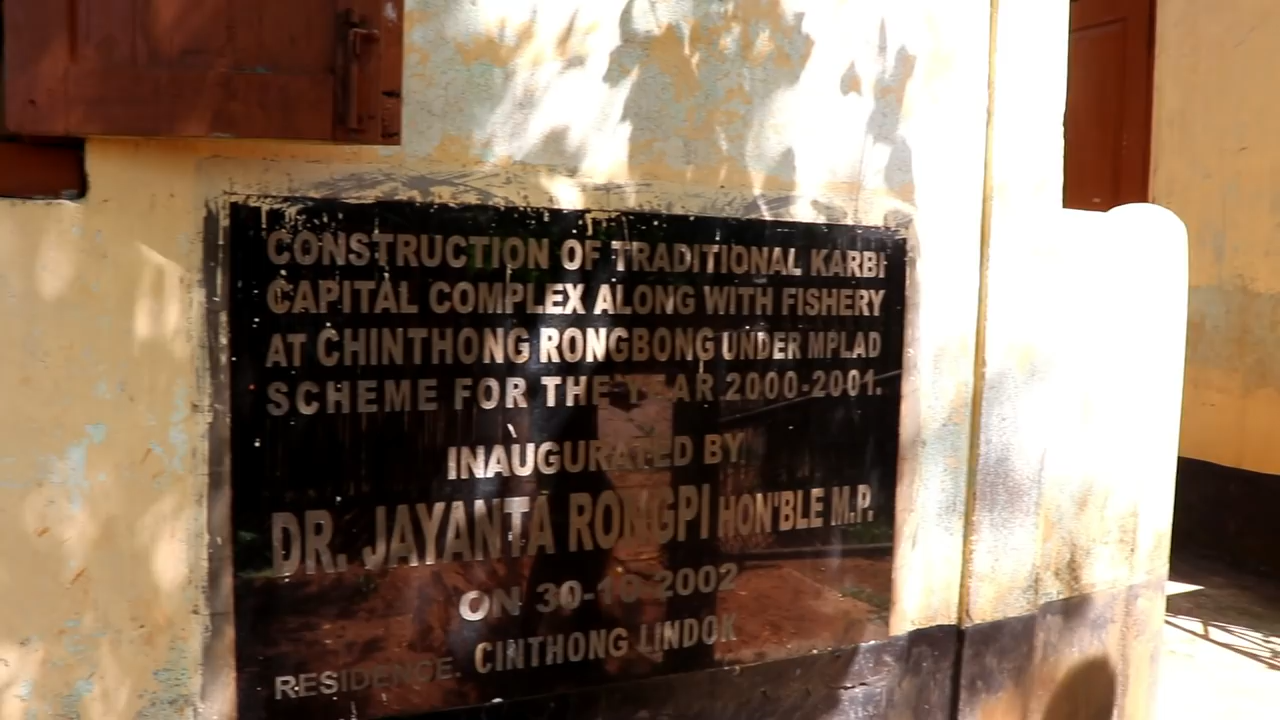 CONSTRUCTION OF TRADITIONAL KARBI
CAPITAL COMPLEX ALONG WITH FISHERY
AT CHINTHONG RONGBONG UNDER MPLAD
SCHEME FOR THE YEAR 2000-2001.
INAUGURATED BY
DR. JAYANTA RONGPI HON'BLE M.P.
ON 30-10-2002
RESIDENCE. CINTHONG LINDOK